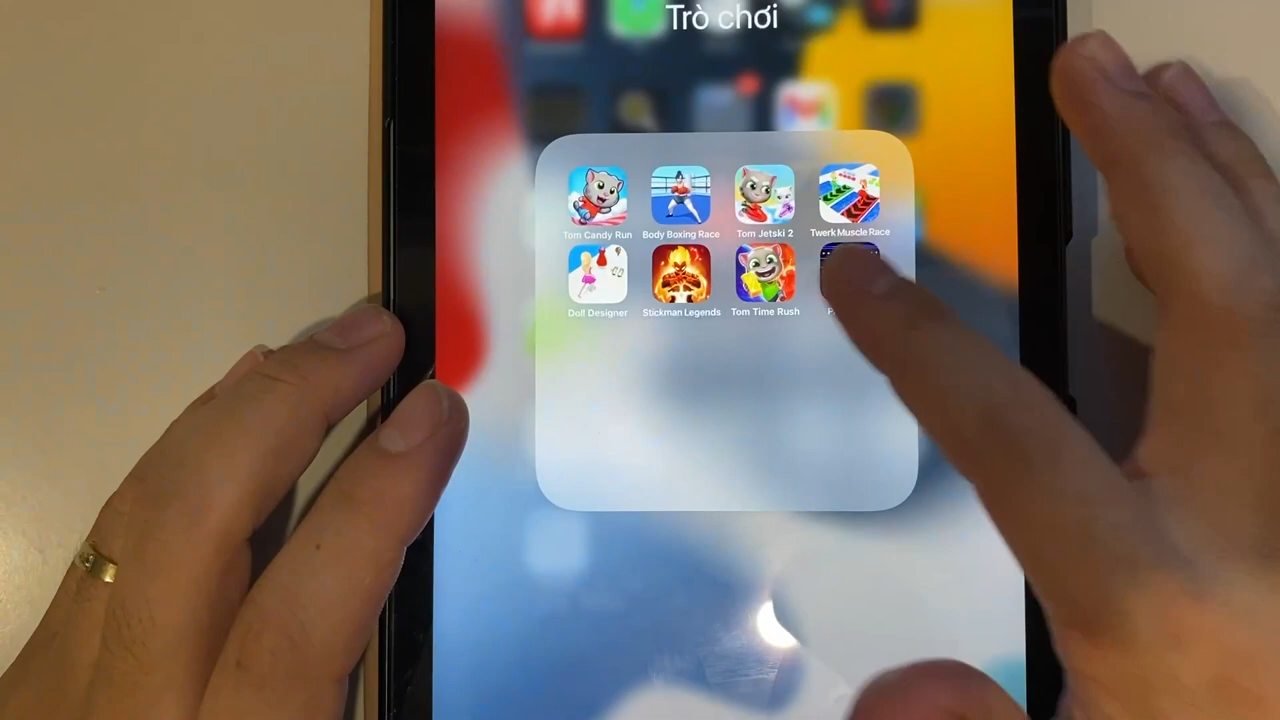 Trò chơi
Tom Candy Run
Body Boxing Race
Tom Jetski 2
Twerk Muscle Race
Doll Designer
Stickman Legends
Tom Time Rush